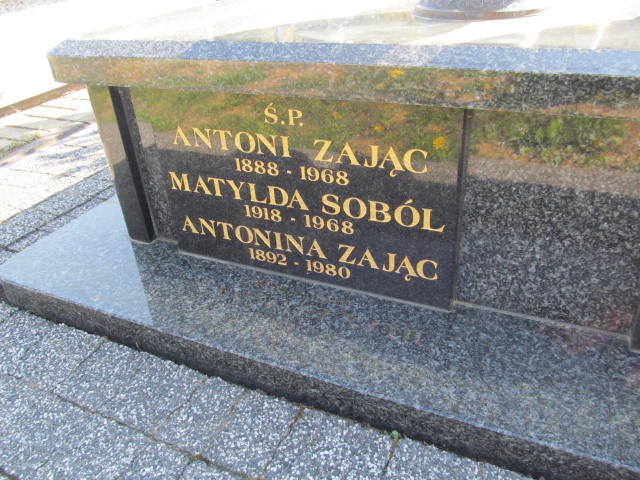 Ś.P.
ANTONI ZAJĄC
1888 - 1968
MATYLDA SOBÓL
1918 - 1968
ANTONINA ZAJĄC
1892 - 1980